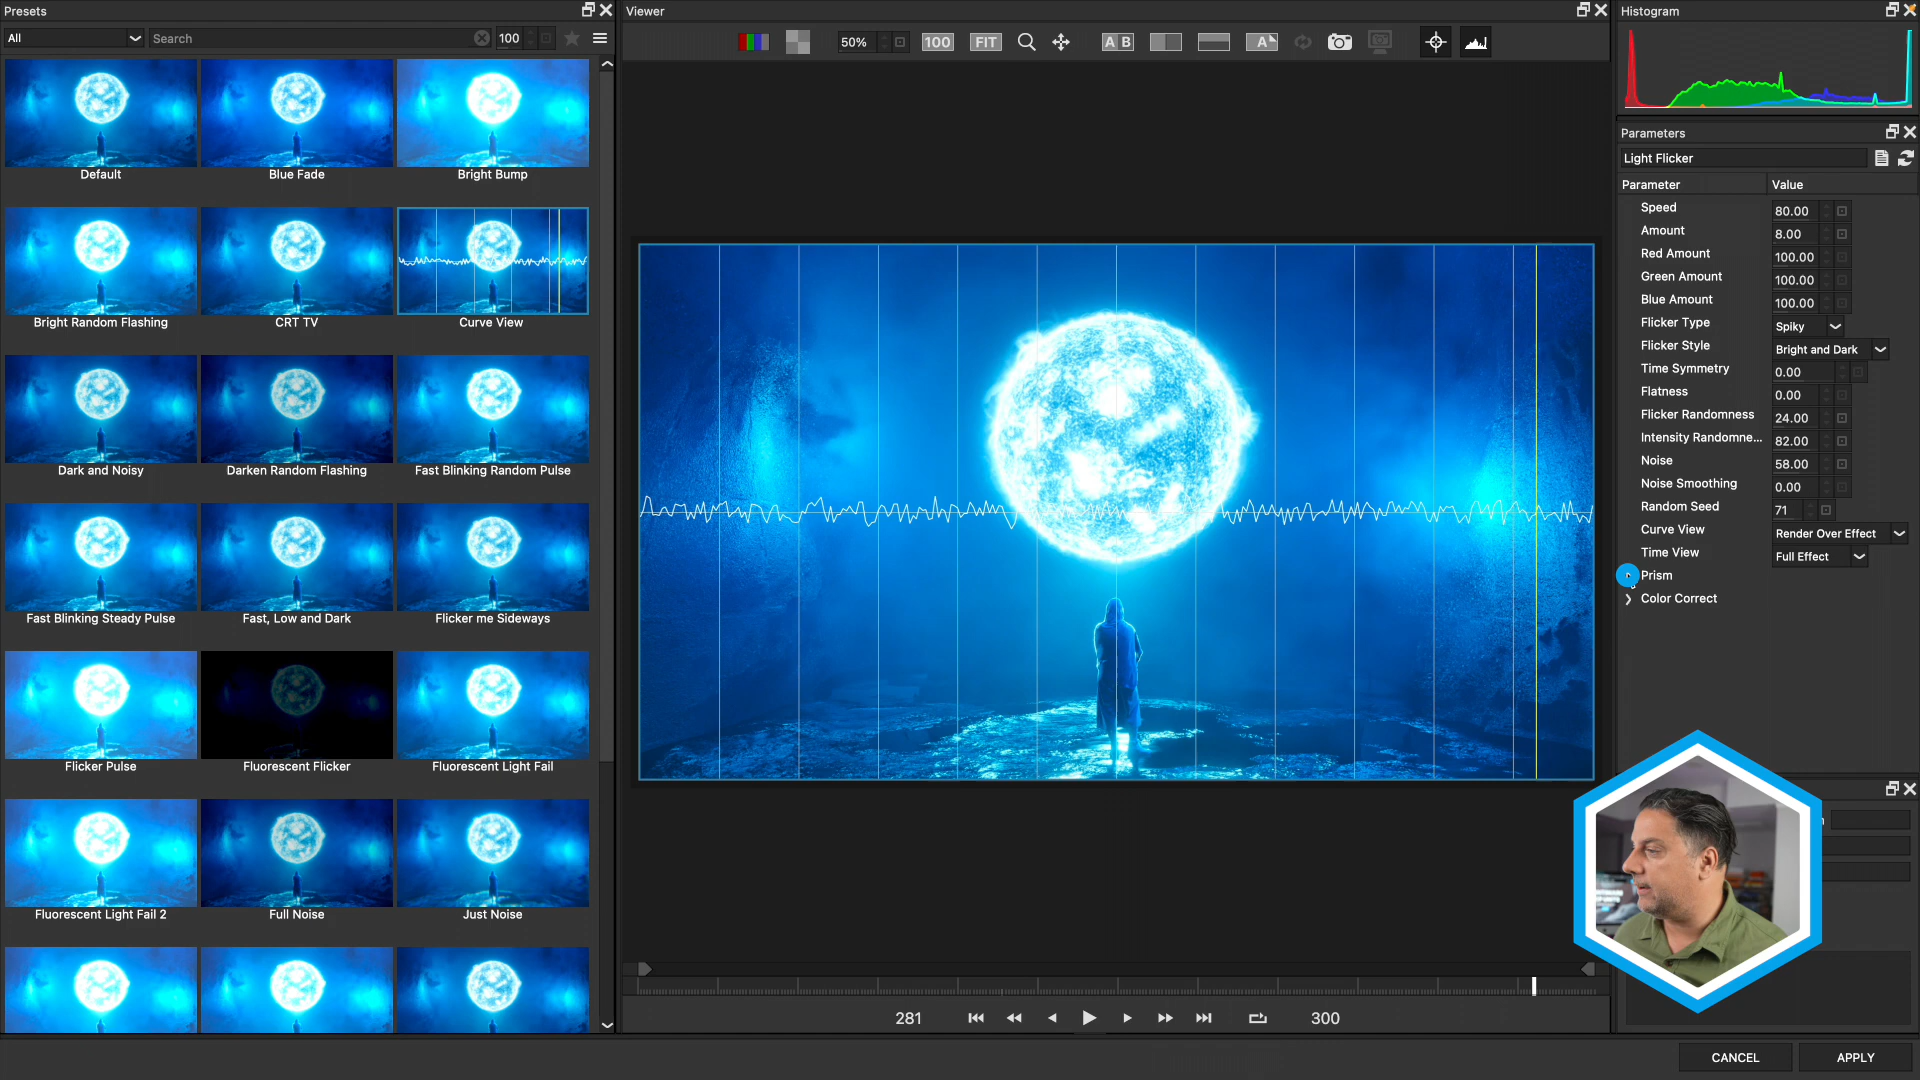 Presets
All
Search
100
Default
Blue Fade
Bright Bump
Bright Random Flashing
CRT TV
Curve View
Dark and Noisy
Darken Random Flashing
Fast Blinking Random Pulse
Fast Blinking Steady Pulse
Fast, Low and Dark
Flicker me Sideways
Flicker Pulse
Fluorescent Flicker
Fluorescent Light Fail
Fluorescent Light Fail 2
Full Noise
Just Noise
Viewer
50%
100
FIT
A B
A
281
300
Histogram
Parameters
Light Flicker
Parameter Value
Speed 80.00
Amount 8.00
Red Amount 100.00
Green Amount 100.00
Blue Amount 100.00
Flicker Type Spiky
Flicker Style Bright and Dark
Time Symmetry 0.00
Flatness 0.00
Flicker Randomness 24.00
Intensity Randomne... 82.00
Noise 58.00
Noise Smoothing 0.00
Random Seed 71
Curve View Render Over Effect
Time View Full Effect
Prism
Color Correct
CANCEL
APPLY